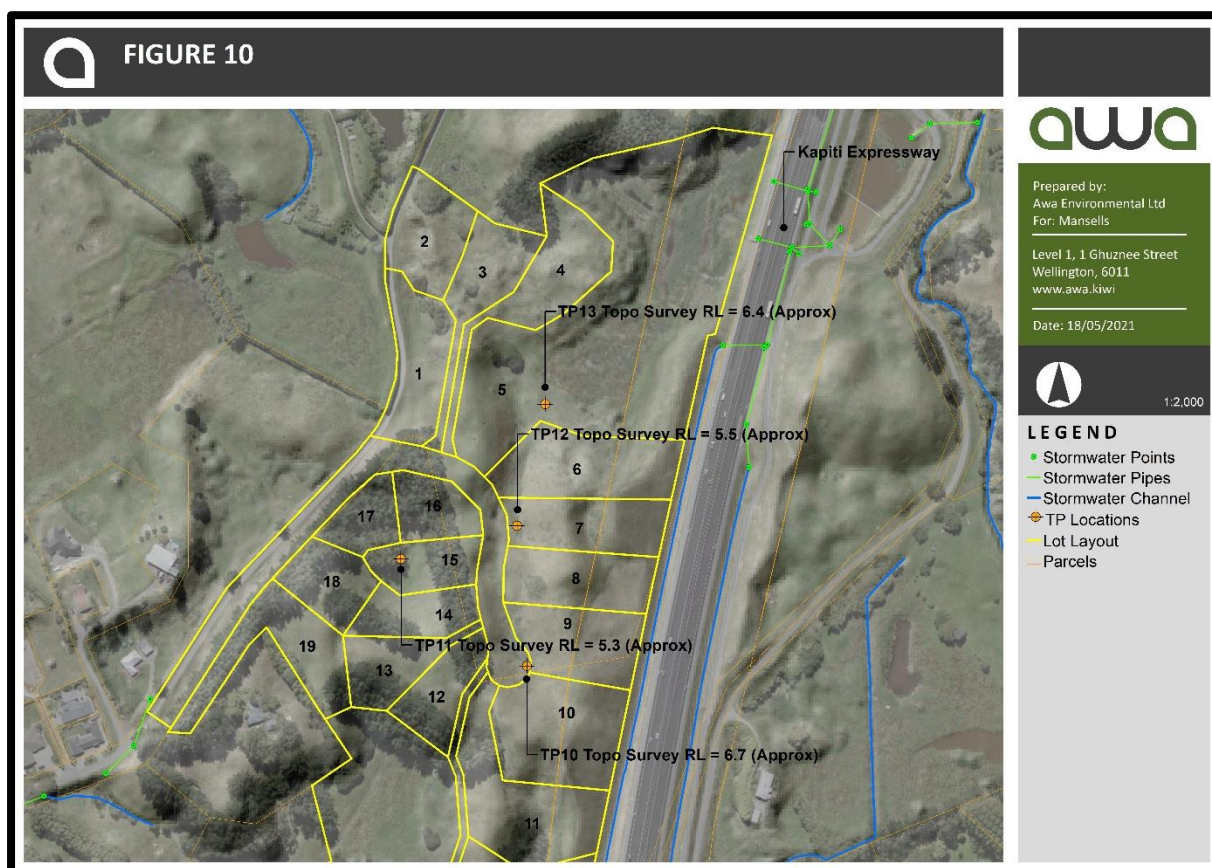 FIGURE 10
Kapiti Expressway
2
3
4
TP13 Topo Survey RL = 6.4 (Approx)
1
5
TP12 Topo Survey RL = 5.5 (Approx)
6
16
17
7
15
18
8
14
9
19
TP11 Topo Survey RL = 5.3 (Approx)
13
12
10
TP10 Topo Survey RL = 6.7 (Approx)
11
awa
Prepared by:
Awa Environmental Ltd
For: Mansells
Level 1, 1 Ghuznee Street
Wellington, 6011
www.awa.kiwi
Date: 18/05/2021
1:2,000
LEGEND
Stormwater Points
Stormwater Pipes
Stormwater Channel
TP Locations
Lot Layout
Parcels